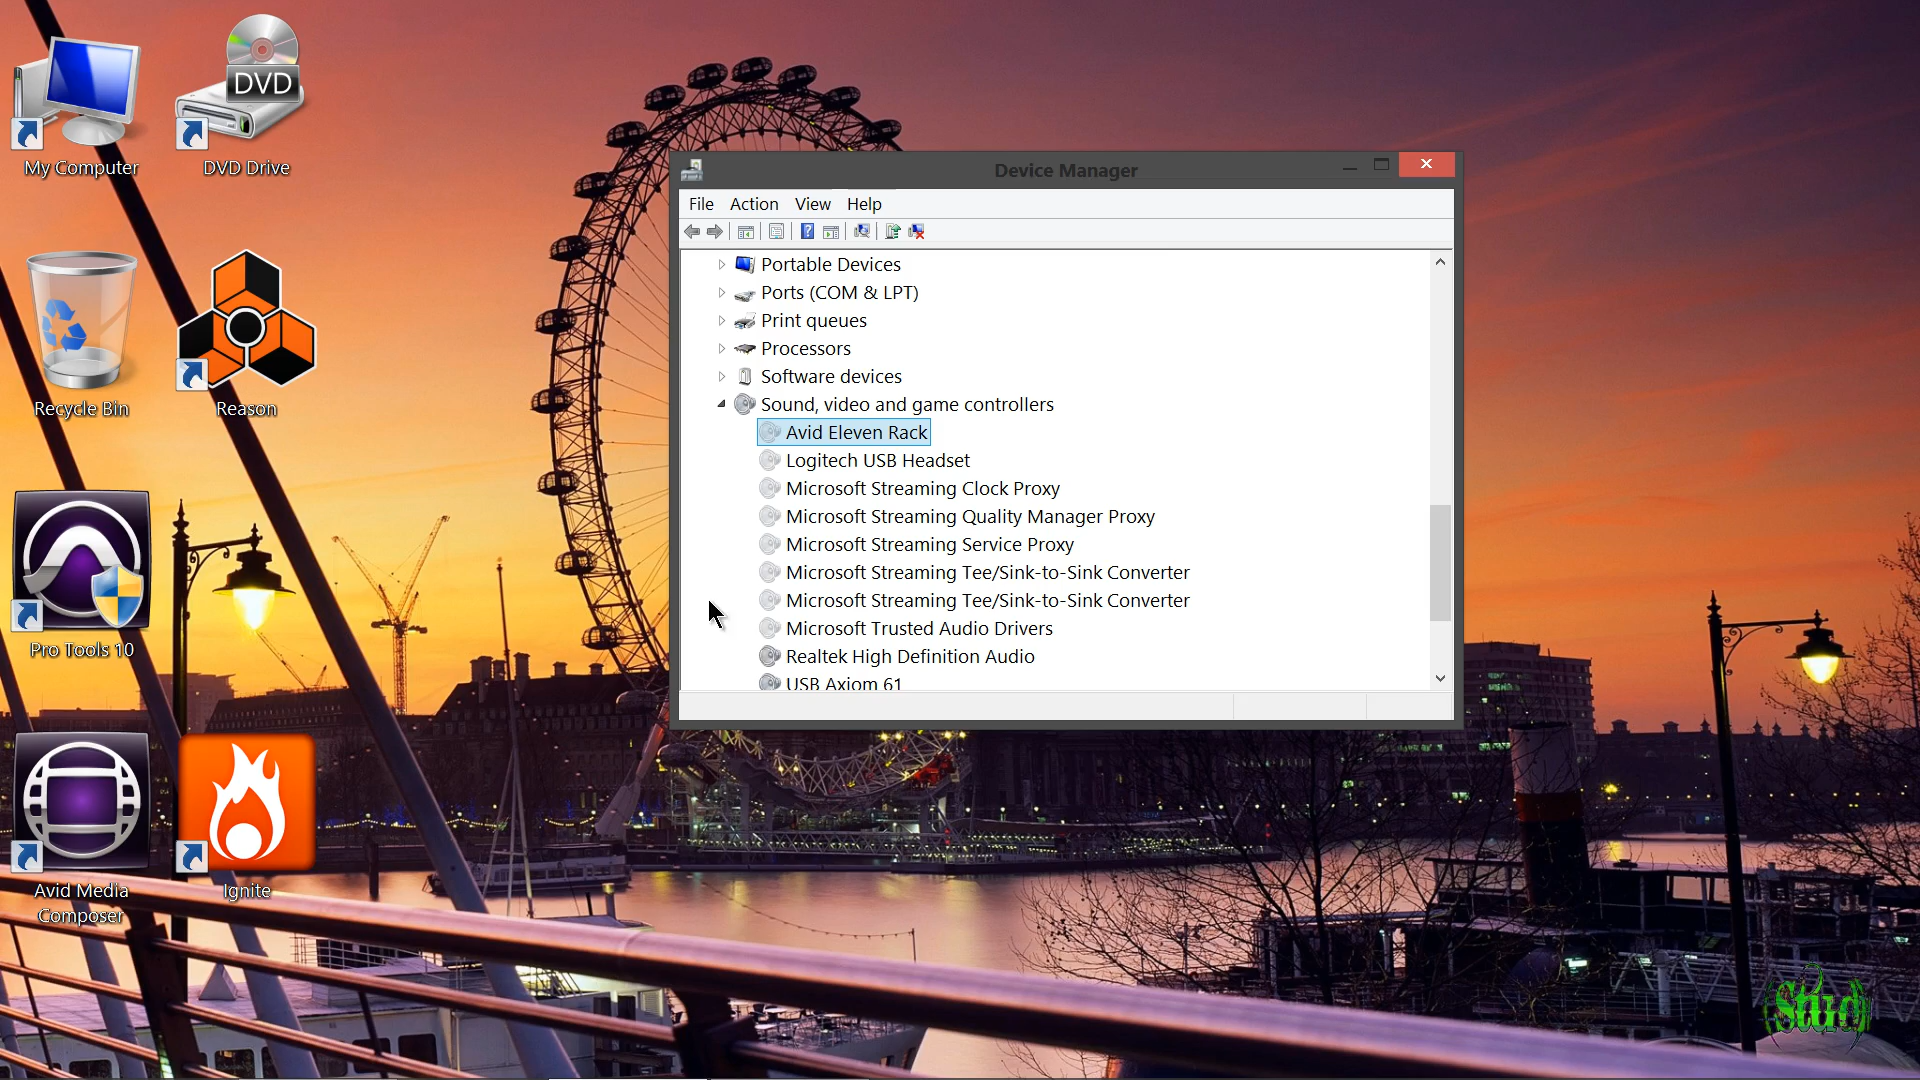 My Computer
DVD
DVD Drive
Recycle Bin
Reason
Pro Tools 10
Avid Media
Composer
Ignite
Device Manager
File Action View Help
?
Portable Devices
Ports (COM & LPT)
Print queues
Processors
Software devices
Sound, video and game controllers
Avid Eleven Rack
Logitech USB Headset
Microsoft Streaming Clock Proxy
Microsoft Streaming Quality Manager Proxy
Microsoft Streaming Service Proxy
Microsoft Streaming Tee/Sink-to-Sink Converter
Microsoft Streaming Tee/Sink-to-Sink Converter
Microsoft Trusted Audio Drivers
Realtek High Definition Audio
USB Axiom 61